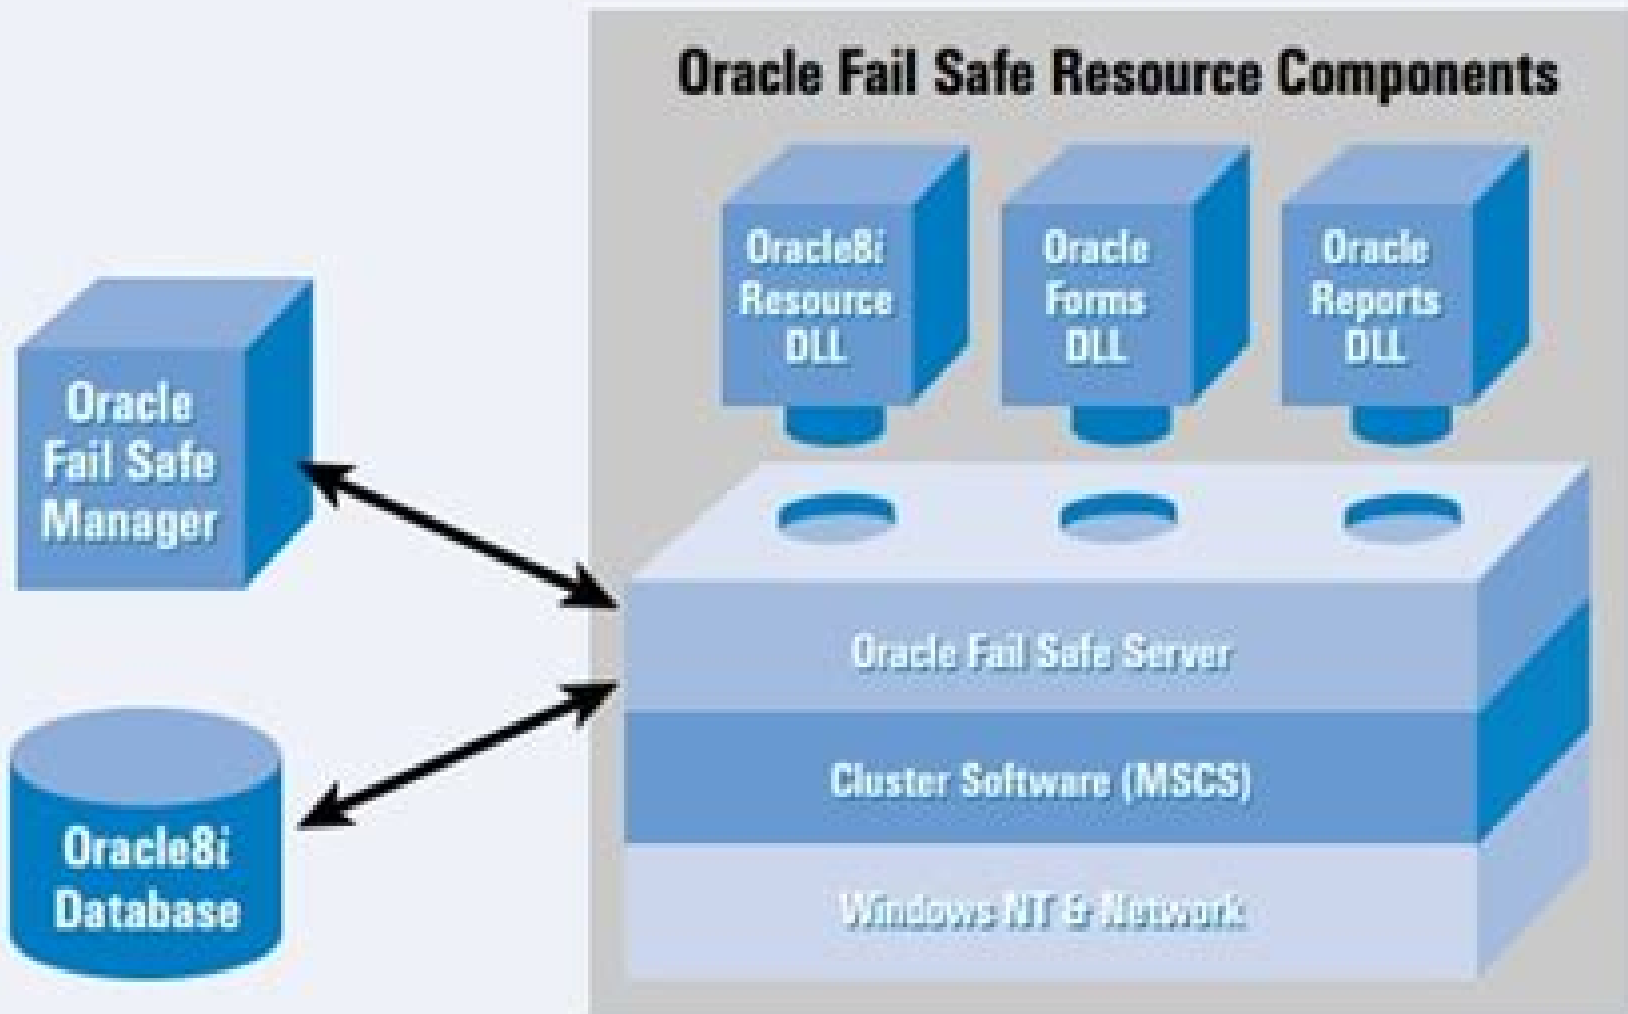 Oracle Fail Safe Resource Components
Oracle8i
Resource
DLL
Oracle
Forms
DLL
Oracle
Reports
DLL
Oracle
Fail Safe
Manager
Oracle Fail Safe Server
Cluster Software (MSCS)
Windows NT & Network
Oracle8i
Database